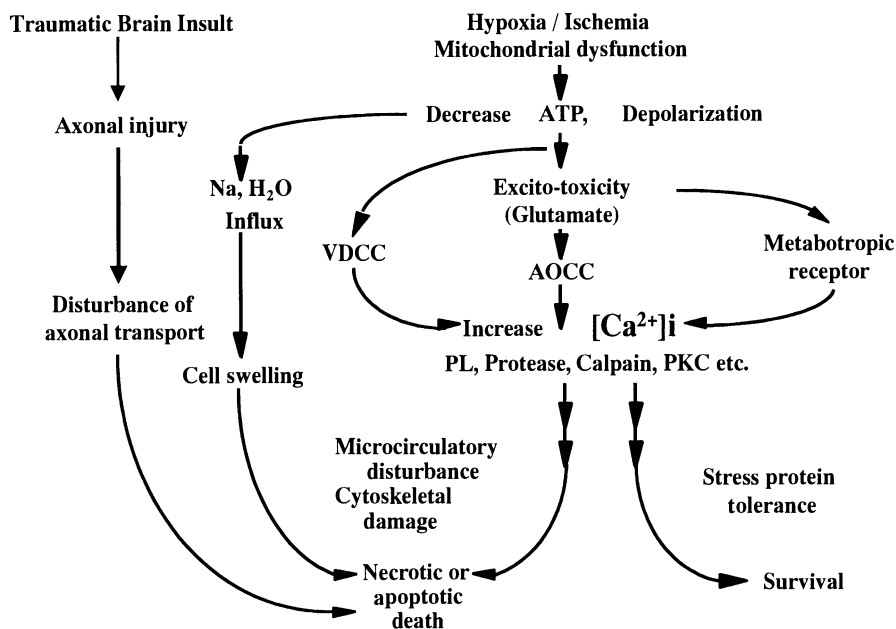 Traumatic Brain Insult
Hypoxia / Ischemia
Mitochondrial dysfunction
Axonal injury
Decrease ATP, Depolarization
Na, H₂O
Influx
Excito-toxicity
(Glutamate)
VDCC
AOCC
Metabotropic
receptor
Disturbance of
axonal transport
Increase [Ca²⁺]i
PL, Protease, Calpain, PKC etc.
Cell swelling
Microcirculatory
disturbance
Cytoskeletal
damage
Stress protein
tolerance
Necrotic or
apoptotic
death
Survival